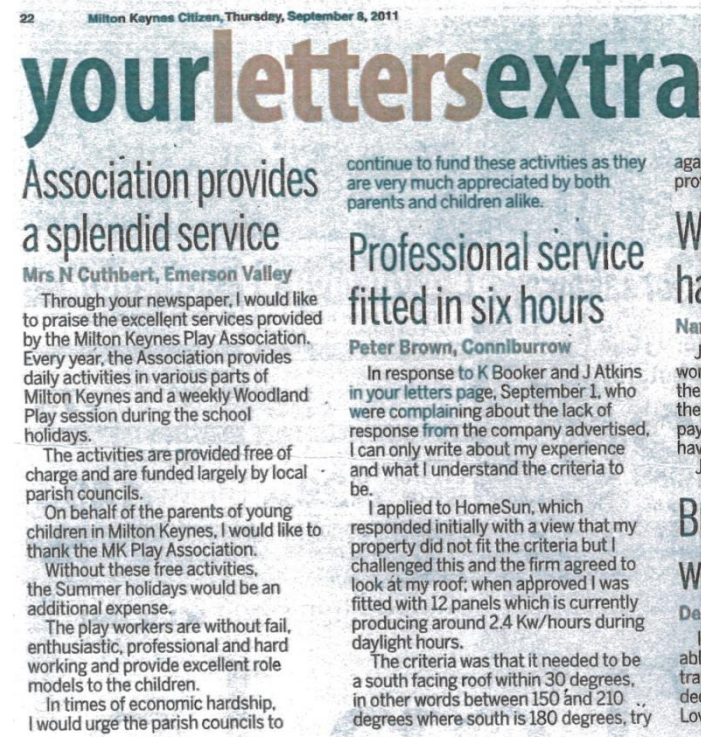 22
Milton Keynes Citizen, Thursday, September 8, 2011
yourlettersextra
Association provides
a splendid service
Mrs N Cuthbert, Emerson Valley
Through your newspaper, I would like
to praise the excellent services provided
by the Milton Keynes Play Association.
Every year, the Association provides
daily activities in various parts of
Milton Keynes and a weekly Woodland
Play session during the school
holidays.
The activities are provided free of
charge and are funded largely by local
parish councils.
On behalf of the parents of young
children in Milton Keynes, I would like to
thank the MK Play Association.
Without these free activities,
the Summer holidays would be an
additional expense.
The play workers are without fail,
enthusiastic, professional and hard
working and provide excellent role
models to the children.
In times of economic hardship,
I would urge the parish councils to
continue to fund these activities as they
are very much appreciated by both
parents and children alike.
Professional service
fitted in six hours
Peter Brown, Conniburrow
In response to K Booker and J Atkins
in your letters page, September 1, who
were complaining about the lack of
response from the company advertised,
I can only write about my experience
and what I understand the criteria to
be.
I applied to HomeSun, which
responded initially with a view that my
property did not fit the criteria but I
challenged this and the firm agreed to
look at my roof; when approved I was
fitted with 12 panels which is currently
producing around 2.4 Kw/hours during
daylight hours.
The criteria was that it needed to be
a south facing roof within 30 degrees,
in other words between 150 and 210
degrees where south is 180 degrees, try